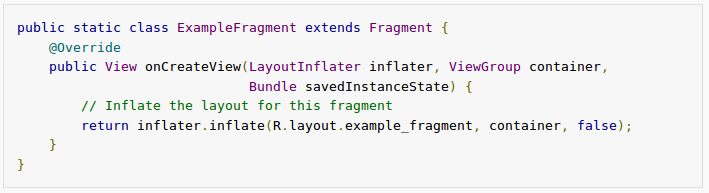 public static class ExampleFragment extends Fragment {
    @Override
    public View onCreateView(LayoutInflater inflater, ViewGroup container,
                             Bundle savedInstanceState) {
        // Inflate the layout for this fragment
        return inflater.inflate(R.layout.example_fragment, container, false);
    }
}